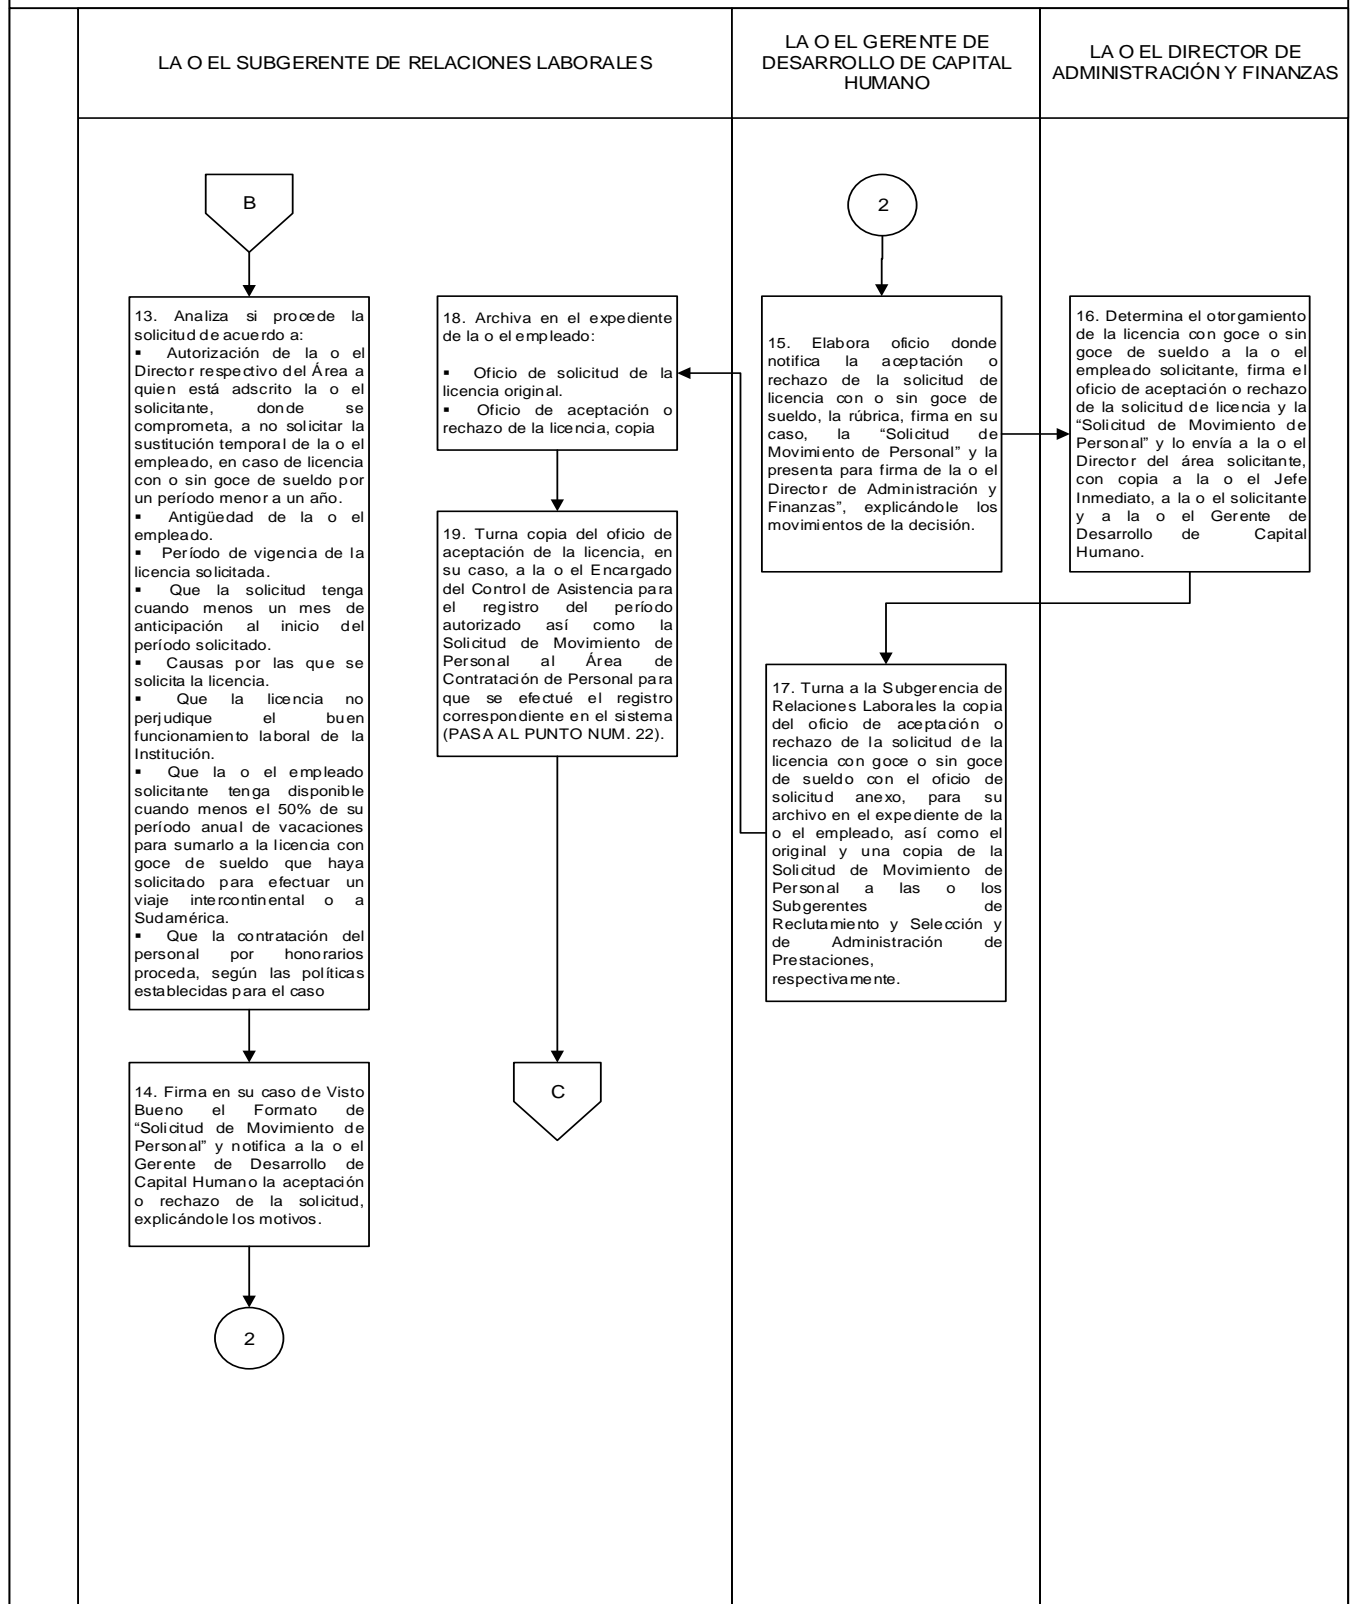 LA O EL SUBGERENTE DE RELACIONES LABORALES
LA O EL GERENTE DE
DESARROLLO DE CAPITAL
HUMANO
LA O EL DIRECTOR DE
ADMINISTRACIÓN Y FINANZAS
B
13. Analiza si procede la
solicitud de acuerdo a:
▪ Autorización de la o el
Director respectivo del Área a
quien está adscrito la o el
solicitante, donde se
comprometa, a no solicitar la
sustitución temporal de la o el
empleado, en caso de licencia
con o sin goce de sueldo por
un período menor a un año.
▪ Antigüedad de la o el
empleado.
▪ Período de vigencia de la
licencia solicitada.
▪ Que la solicitud tenga
cuando menos un mes de
anticipación al inicio del
período solicitado.
▪ Causas por las que se
solicita la licencia.
▪ Que la licencia no
perjudique el buen
funcionamiento laboral de la
Institución.
▪ Que la o el empleado
solicitante tenga disponible
cuando menos el 50% de su
período anual de vacaciones
para sumarlo a la licencia con
goce de sueldo que haya
solicitado para efectuar un
viaje intercontinental o a
Sudamérica.
▪ Que la contratación del
personal por honorarios
proceda, según las políticas
establecidas para el caso
14. Firma en su caso de Visto
Bueno el Formato de
“Solicitud de Movimiento de
Personal” y notifica a la o el
Gerente de Desarrollo de
Capital Humano la aceptación
o rechazo de la solicitud,
explicándole los motivos.
2
18. Archiva en el expediente
de la o el empleado:
▪ Oficio de solicitud de la
licencia original.
▪ Oficio de aceptación o
rechazo de la licencia, copia
19. Turna copia del oficio de
aceptación de la licencia, en
su caso, a la o el Encargado
del Control de Asistencia para
el registro del período
autorizado así como la
Solicitud de Movimiento de
Personal al Área de
Contratación de Personal para
que se efectué el registro
correspondiente en el sistema
(PASA AL PUNTO NUM. 22).
C
2
15. Elabora oficio donde
notifica la aceptación o
rechazo de la solicitud de
licencia con o sin goce de
sueldo, la rúbrica, firma en su
caso, la “Solicitud de
Movimiento de Personal” y la
presenta para firma de la o el
Director de Administración y
Finanzas”, explicándole los
movimientos de la decisión.
16. Determina el otorgamiento
de la licencia con goce o sin
goce de sueldo a la o el
empleado solicitante, firma el
oficio de aceptación o rechazo
de la solicitud de licencia y la
“Solicitud de Movimiento de
Personal” y lo envía a la o el
Director del área solicitante,
con copia a la o el Jefe
Inmediato, a la o el solicitante
y a la o el Gerente de
Desarrollo de Capital
Humano.
17. Turna a la Subgerencia de
Relaciones Laborales la copia
del oficio de aceptación o
rechazo de la solicitud de la
licencia con goce o sin goce
de sueldo con el oficio de
solicitud anexo, para su
archivo en el expediente de la
o el empleado, así como el
original y una copia de la
Solicitud de Movimiento de
Personal a las o los
Subgerentes de
Reclutamiento y Selección y
de Administración de
Prestaciones,
respectivamente.